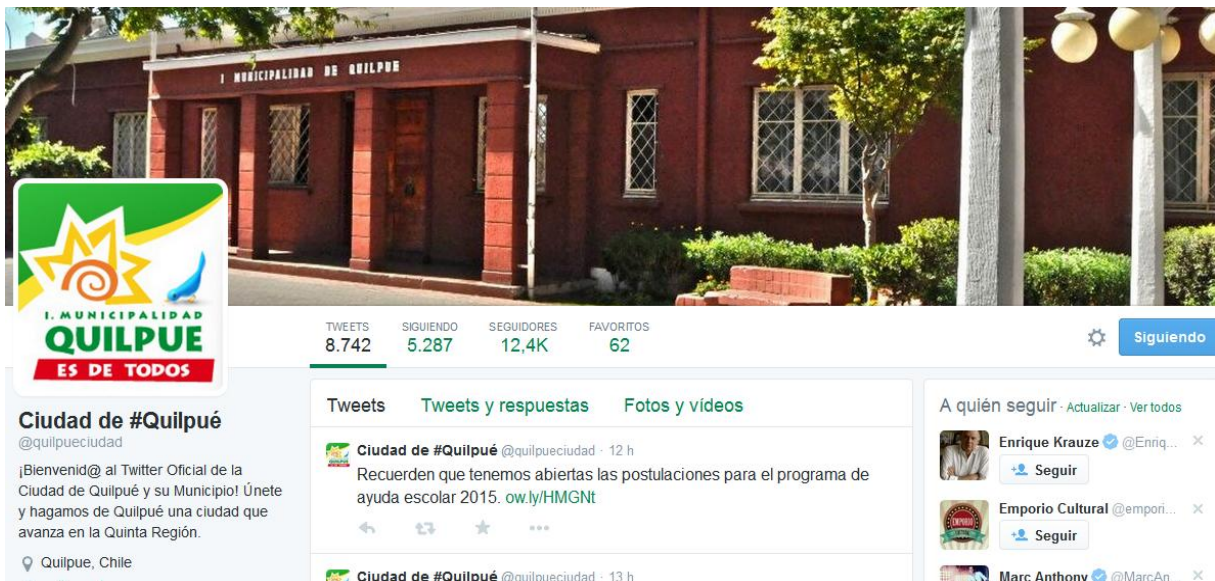 I MUNICIPALIDAD DE QUILPUE
I. MUNICIPALIDAD
QUILPUE
ES DE TODOS
TWEETS
8.742
SIGUIENDO
5.287
SEGUIDORES
12,4K
FAVORITOS
62
Siguiendo
Ciudad de #Quilpué
@quilpueciudad
¡Bienvenid@ al Twitter Oficial de la
Ciudad de Quilpué y su Municipio! Únete
y hagamos de Quilpué una ciudad que
avanza en la Quinta Región.
Quilpue, Chile
Tweets Tweets y respuestas Fotos y vídeos
Ciudad de #Quilpué @quilpueciudad · 12 h
Recuerden que tenemos abiertas las postulaciones para el programa de
ayuda escolar 2015. ow.ly/HMGNt
Ciudad de #Quilpué @quilpueciudad · 13 h
A quién seguir · Actualizar · Ver todos
Enrique Krauze @Enriq...
Seguir
EMPORIO
Emporio Cultural @empori...
Seguir
Marc Anthony @MarcAn...